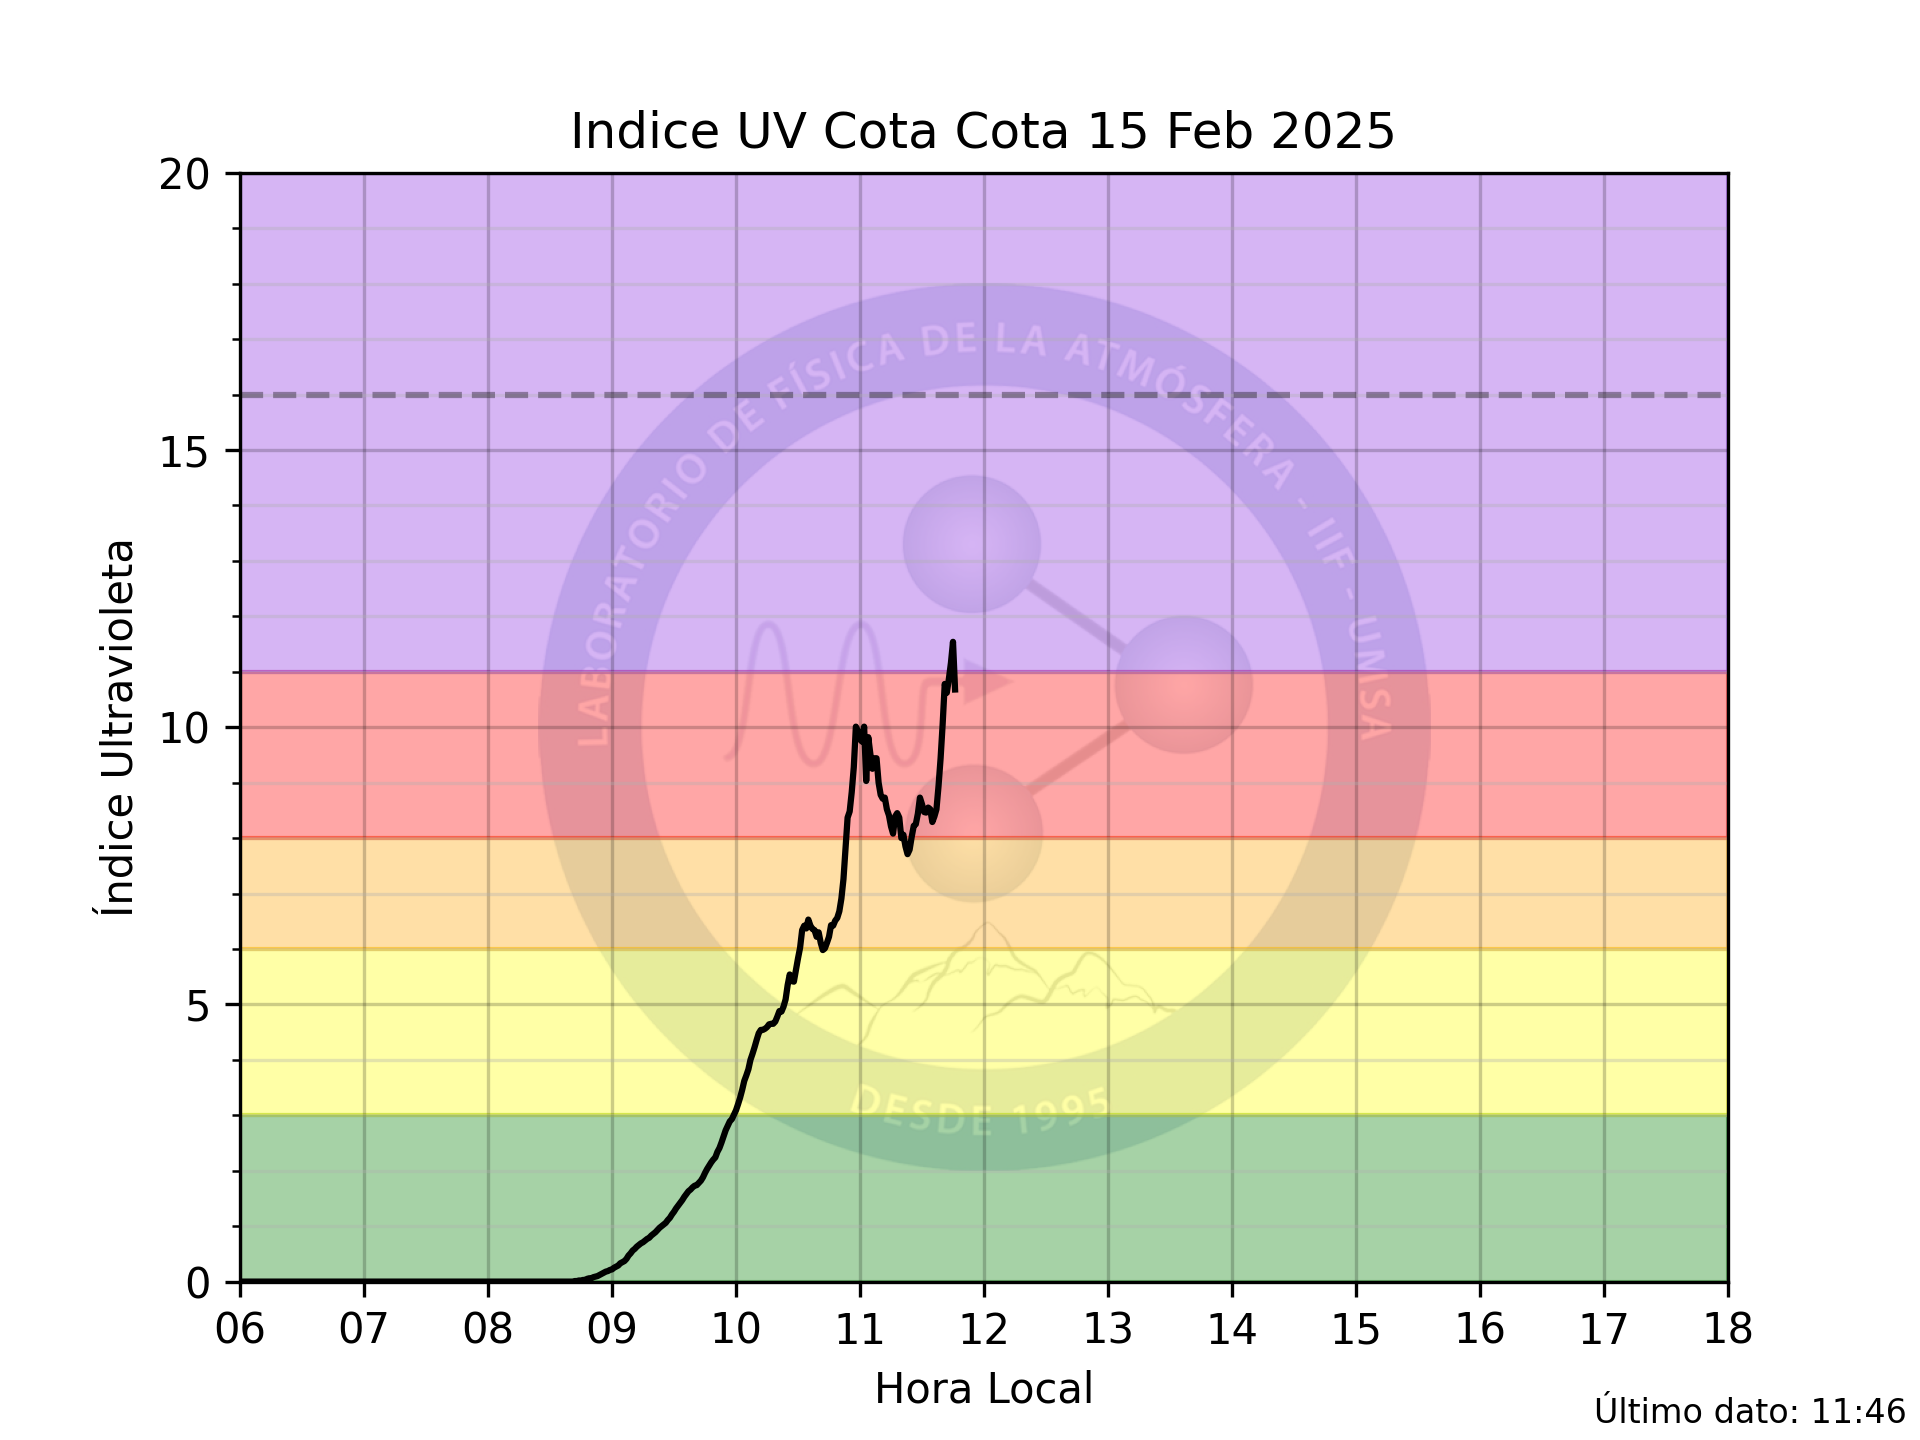 Indice UV Cota Cota 15 Feb 2025
20
15
10
5
0
Índice Ultravioleta
LABORATORIO DE FÍSICA DE LA ATMÓSFERA - IIF - UMSA
DESDE 1995
06 07 08 09 10 11 12 13 14 15 16 17 18
Hora Local
Último dato: 11:46